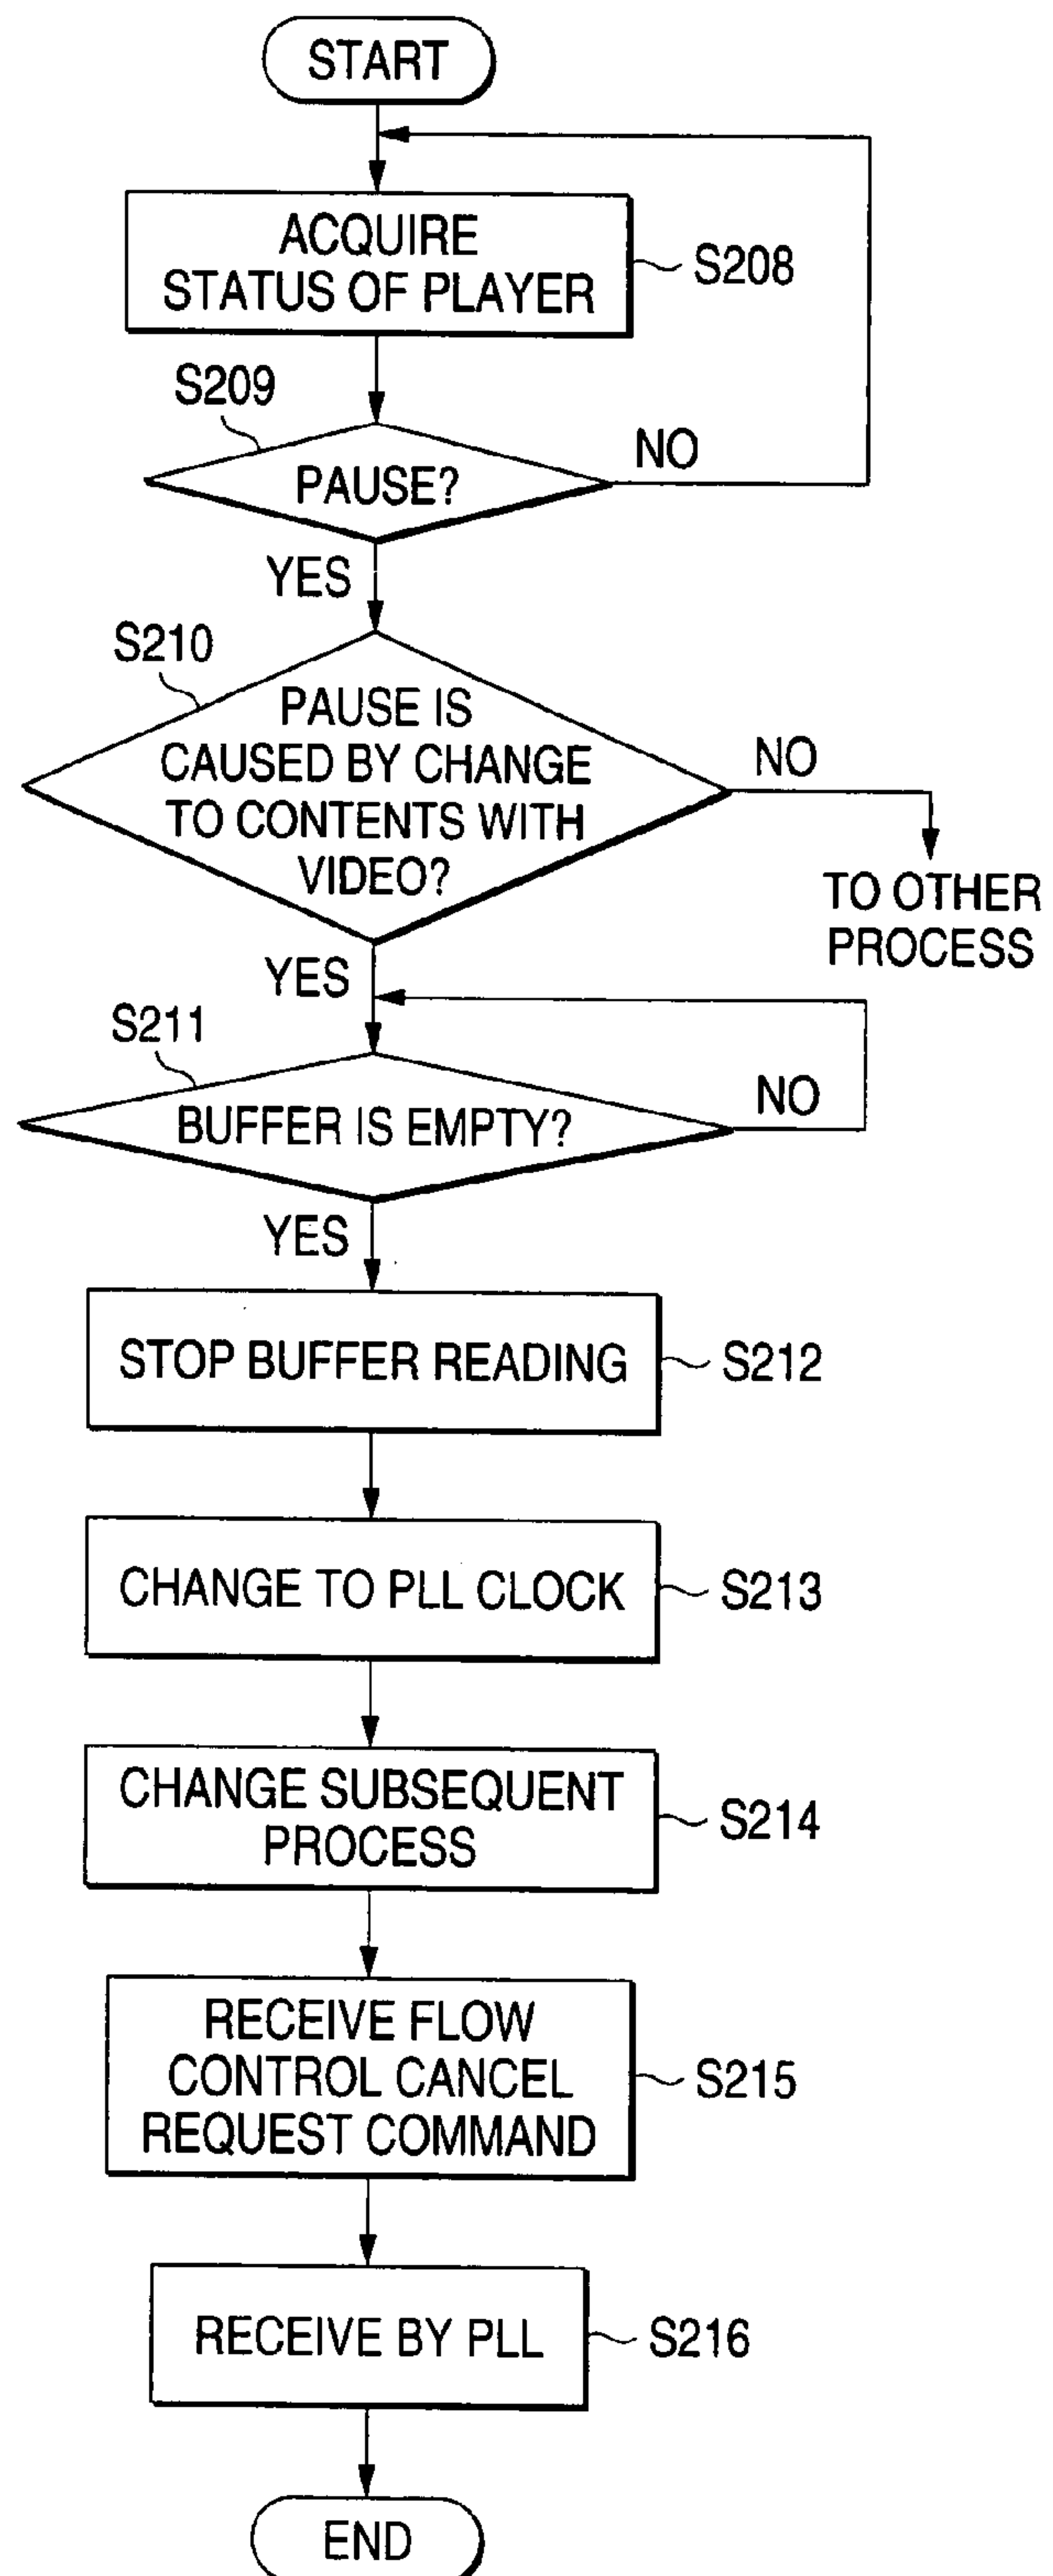 START
ACQUIRE
STATUS OF PLAYER
S208
S209
PAUSE?
NO
YES
S210
PAUSE IS
CAUSED BY CHANGE
TO CONTENTS WITH
VIDEO?
NO
TO OTHER
PROCESS
YES
S211
BUFFER IS EMPTY?
NO
YES
STOP BUFFER READING
S212
CHANGE TO PLL CLOCK
S213
CHANGE SUBSEQUENT
PROCESS
S214
RECEIVE FLOW
CONTROL CANCEL
REQUEST COMMAND
S215
RECEIVE BY PLL
S216
END